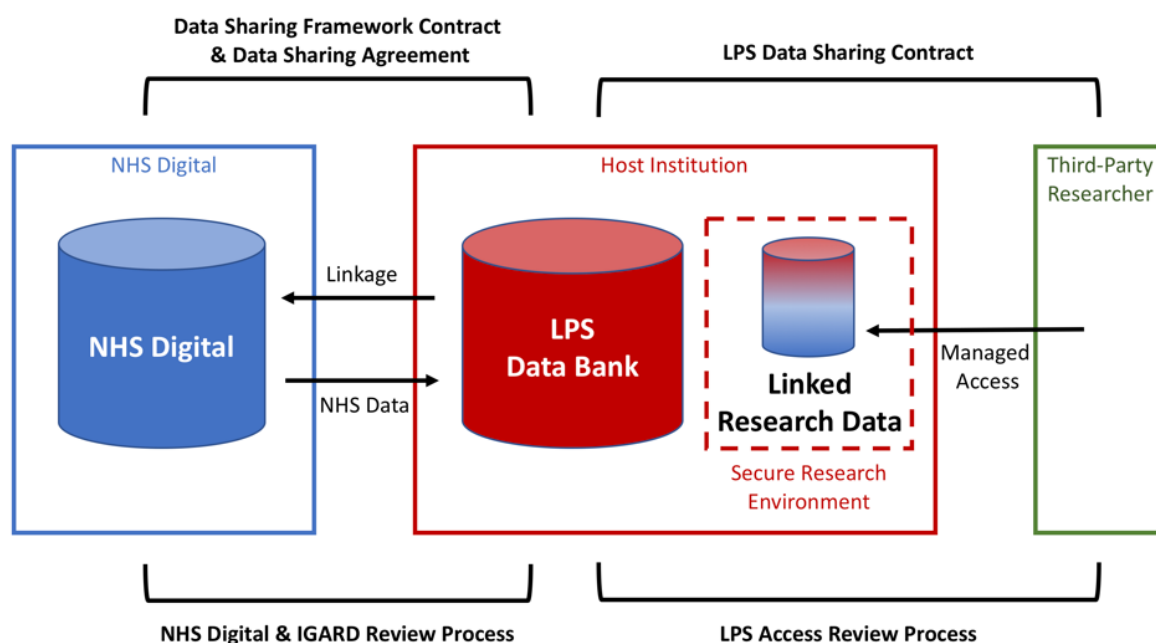 Data Sharing Framework Contract
& Data Sharing Agreement
LPS Data Sharing Contract
NHS Digital
Host Institution
Third-Party
Researcher
Linkage
NHS Digital
NHS Data
LPS
Data Bank
Linked
Research Data
Managed
Access
Secure Research
Environment
NHS Digital & IGARD Review Process
LPS Access Review Process